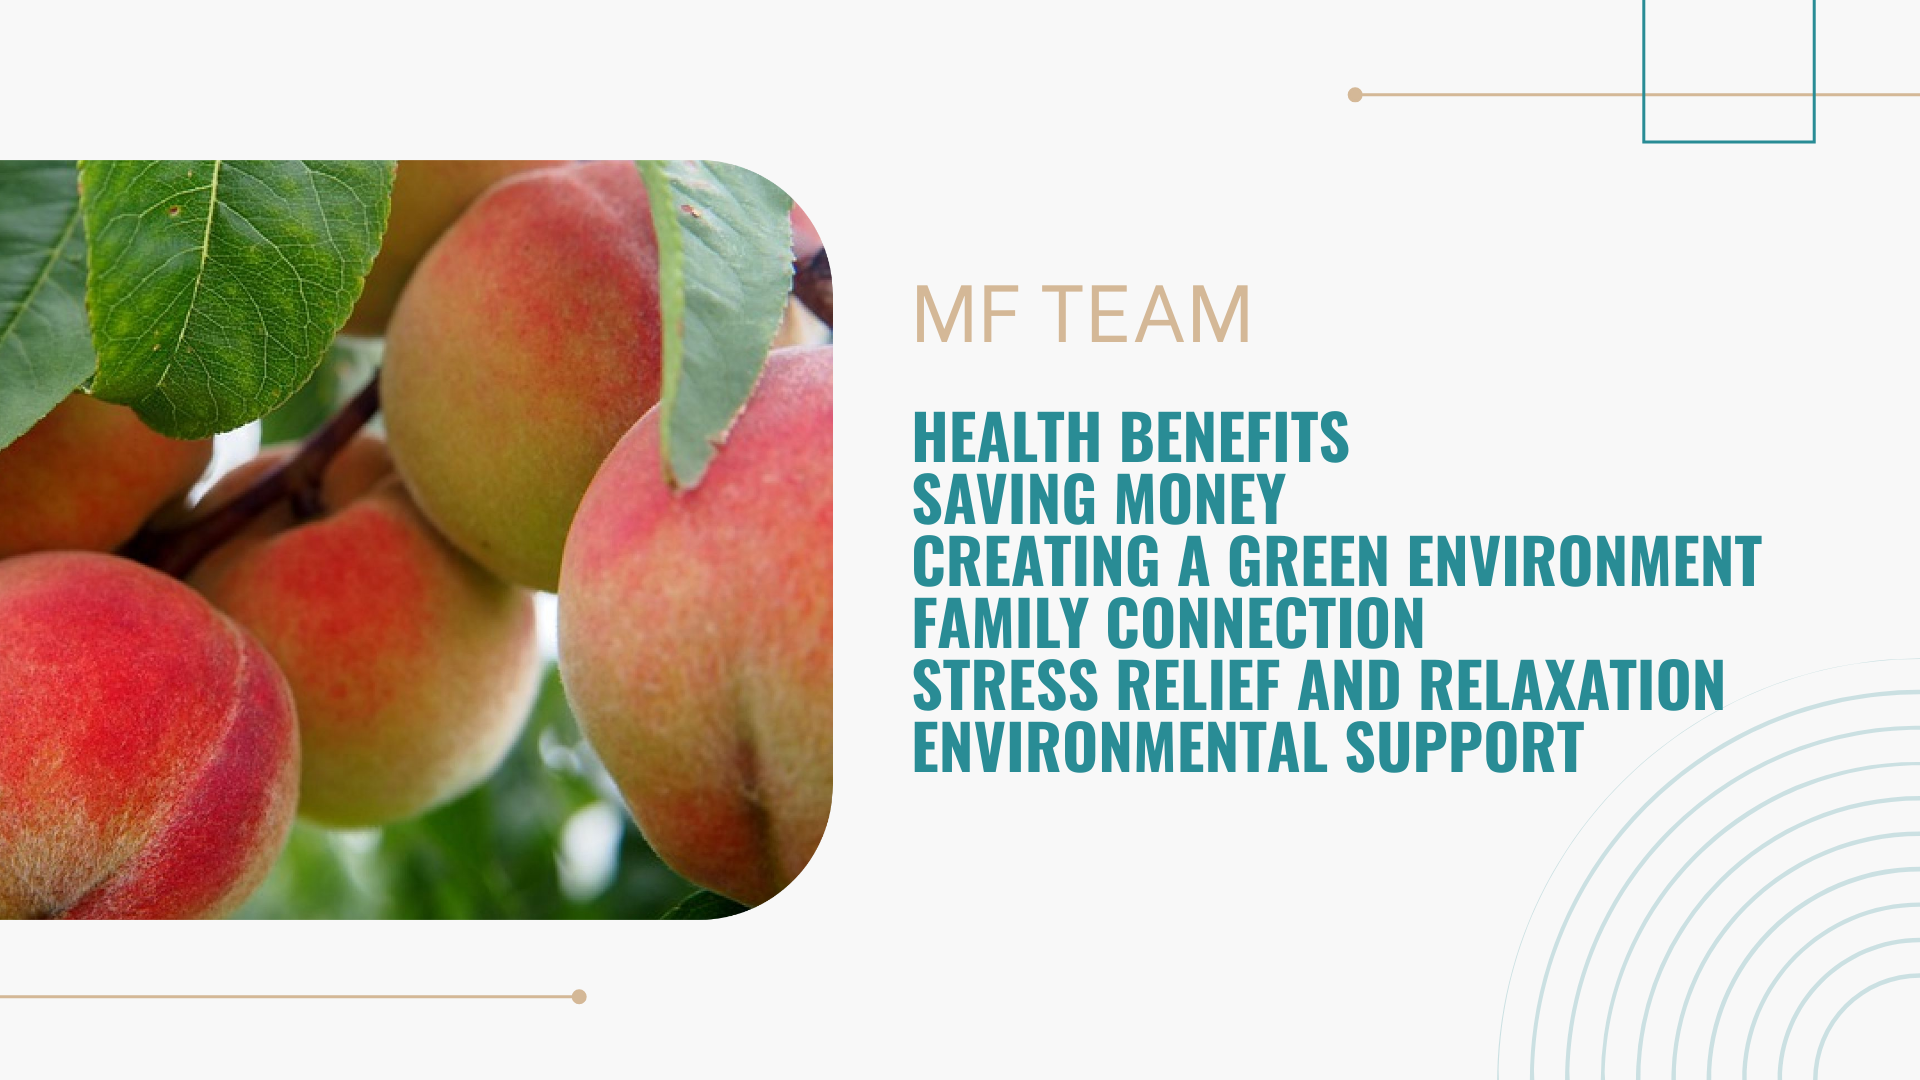 MF TEAM
HEALTH BENEFITS
SAVING MONEY
CREATING A GREEN ENVIRONMENT
FAMILY CONNECTION
STRESS RELIEF AND RELAXATION
ENVIRONMENTAL SUPPORT